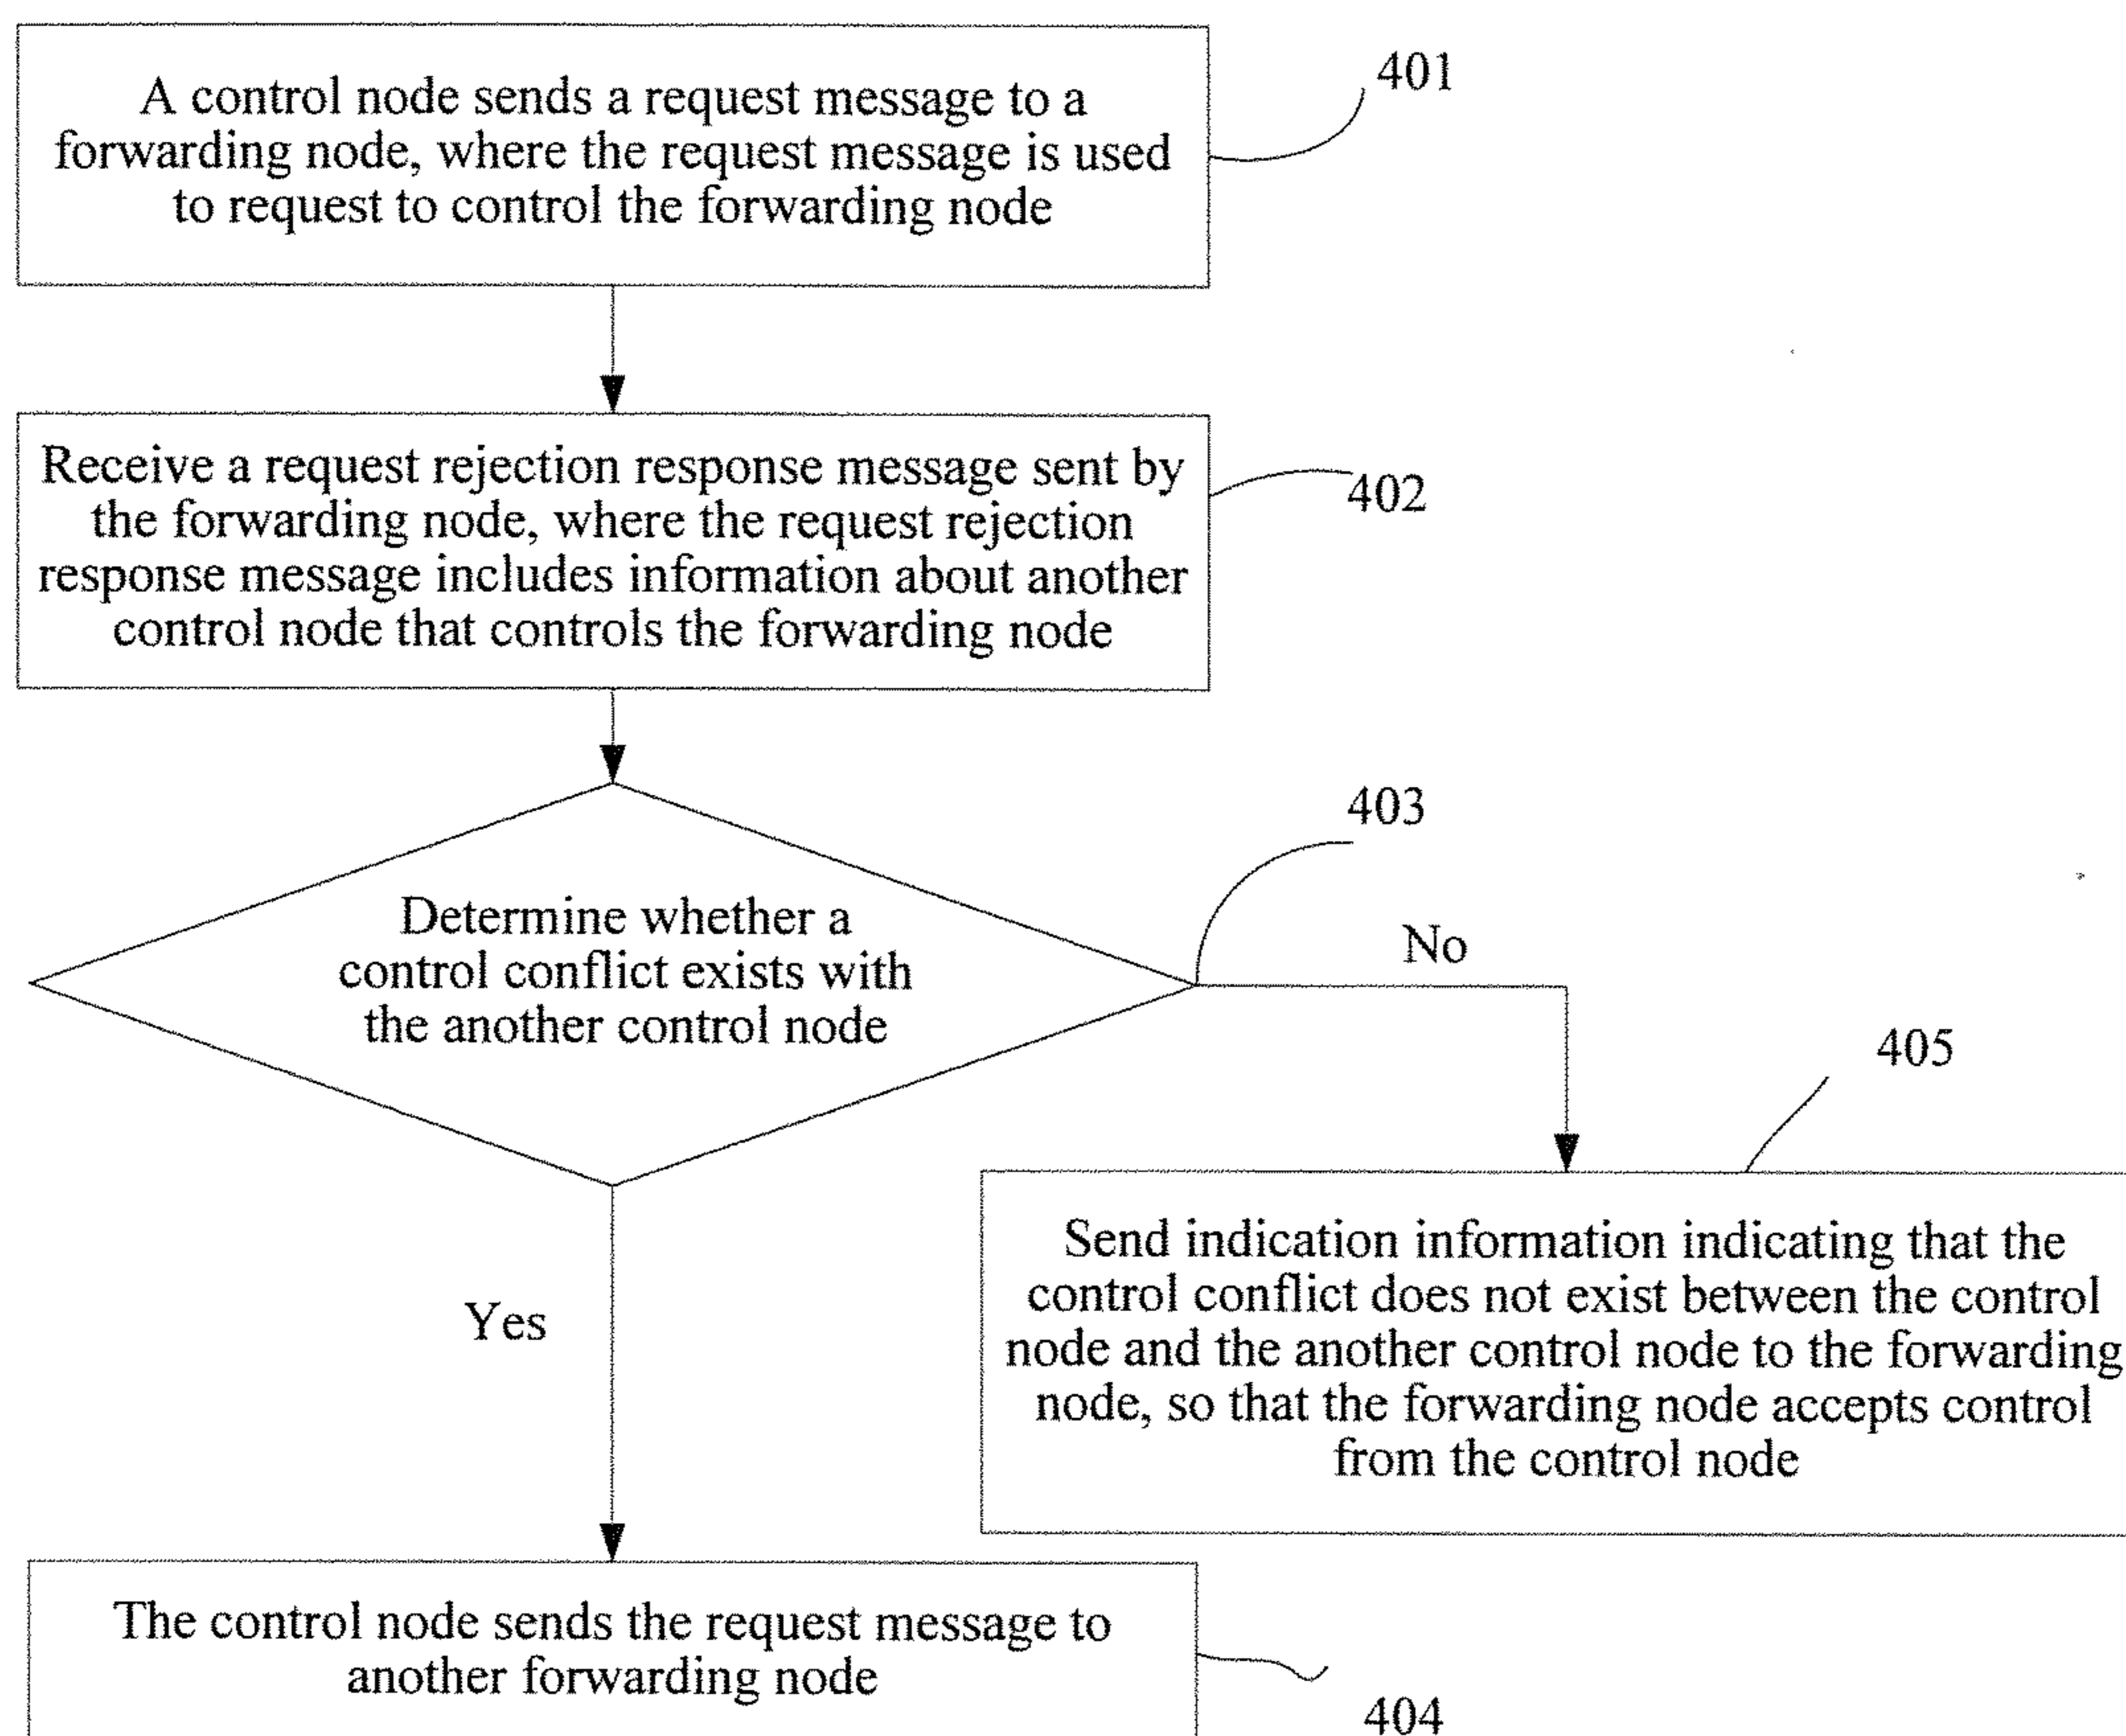 A control node sends a request message to a
forwarding node, where the request message is used
to request to control the forwarding node
401
Receive a request rejection response message sent by
the forwarding node, where the request rejection
response message includes information about another
control node that controls the forwarding node
402
Determine whether a
control conflict exists with
the another control node
403
No
405
Send indication information indicating that the
control conflict does not exist between the control
node and the another control node to the forwarding
node, so that the forwarding node accepts control
from the control node
Yes
The control node sends the request message to
another forwarding node
404